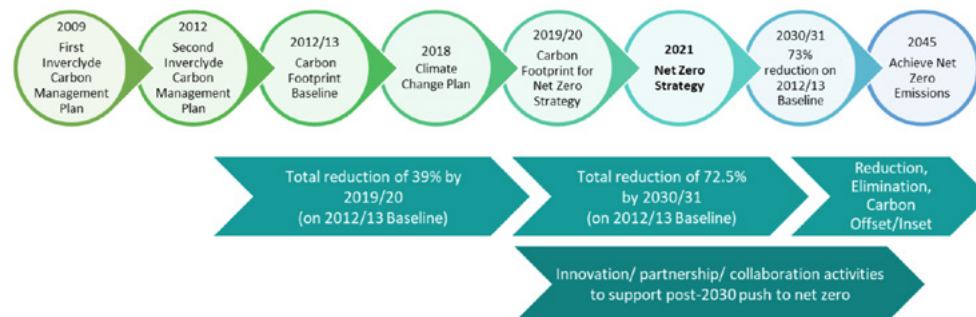 2009
First
Inverclyde
Carbon
Management
Plan
2012
Second
Inverclyde
Carbon
Management
Plan
2012/13
Carbon
Footprint
Baseline
2018
Climate
Change Plan
2019/20
Carbon
Footprint for
Net Zero
Strategy
2021
Net Zero
Strategy
2030/31
73%
reduction on
2012/13
Baseline
2045
Achieve Net
Zero
Emissions
Total reduction of 39% by
2019/20
(on 2012/13 Baseline)
Total reduction of 72.5%
by 2030/31
(on 2012/13 Baseline)
Reduction,
Elimination,
Carbon
Offset/Inset
Innovation/ partnership/ collaboration activities
to support post-2030 push to net zero